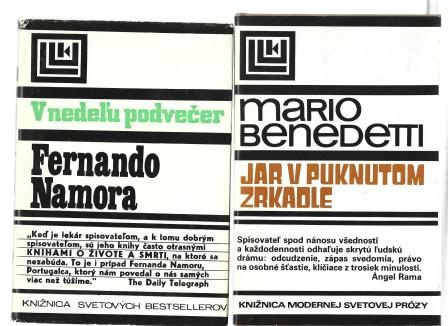 V nedeľu podvečer
Fernando
Namora
„Keď je lekár spisovateľom, a k lomu dobrým
spisovateľom, sú jeho knihy často otrasnými
KNIHAMI O ŽIVOTE A SMRTI, na ktoré sa
nezabúda. To je i prípad Fernanda Namoru,
Portugalca, ktorý nám povedal o nás samých
viac než túžime." The Daily Telegraph
KNIŽNICA SVETOVÝCH BESTSELLEROV
MARIO
BENEDETTI
JAR V PUKNUTOM
ZRKADLE
Spisovateľ spod nánosu všednosti
a každodennosti odhaľuje skrytú ľudskú
drámu: odcudzenie, zápas svedomia, právo
na osobné šťastie, klíčiace z trosiek minulosti.
Ángel Rama
KNIŽNICA MODERNEJ SVETOVEJ PRÓZY